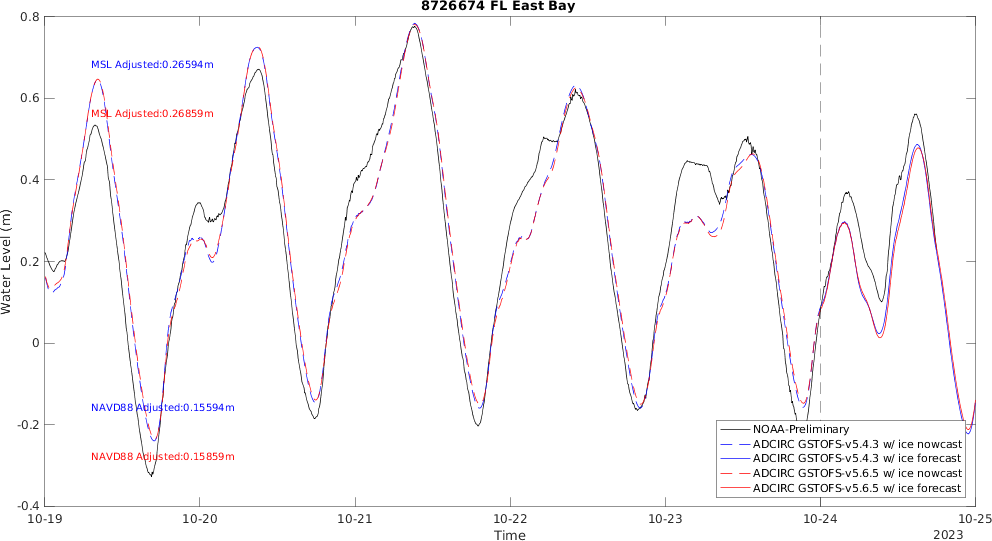 8726674 FL East Bay
0.8
0.6
0.4
0.2
0
-0.2
-0.4
Water Level (m)
MSL Adjusted:0.26594m
MSL Adjusted:0.26859m
NAVD88 Adjusted:0.15594m
NAVD88 Adjusted:0.15859m
NOAA-Preliminary
ADCIRC GSTOFS-v5.4.3 w/ ice nowcast
ADCIRC GSTOFS-v5.4.3 w/ ice forecast
ADCIRC GSTOFS-v5.6.5 w/ ice nowcast
ADCIRC GSTOFS-v5.6.5 w/ ice forecast
10-19 10-20 10-21 10-22 10-23 10-24 10-25
Time
2023